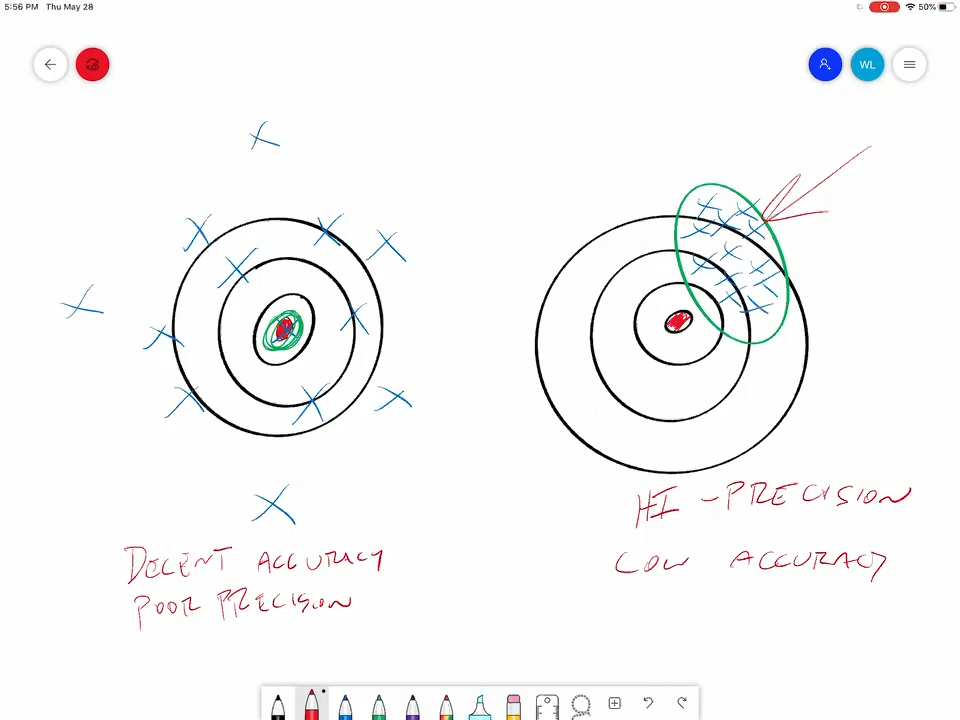 5:56 PM Thu May 28
50%
WL
HI-PRECISION
LOW ACCURACY
DECENT ACCURACY
POOR PRECISION